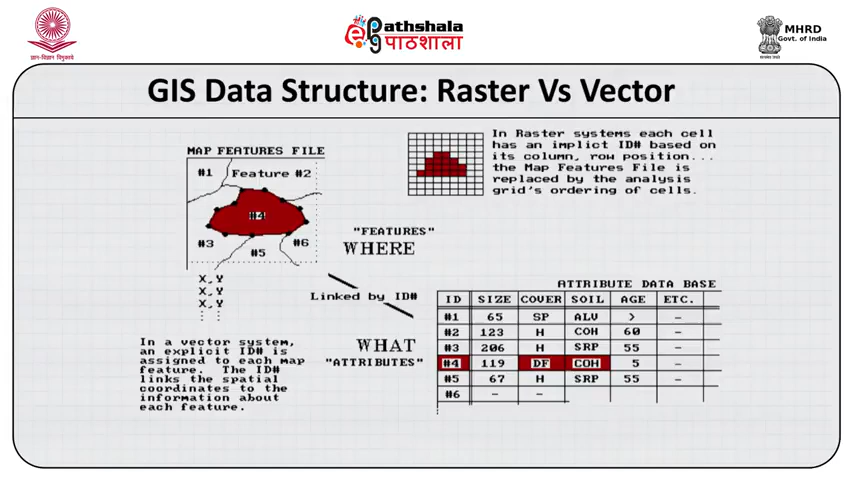 ज्ञान-विज्ञान विमुक्तये
Pathshala
पाठशाला
MHRD
Govt. of India
सत्यमेव जयते
GIS Data Structure: Raster Vs Vector
MAP FEATURES FILE
#1 Feature #2
#4
#3 #5 #6
X,Y
X,Y
X,Y
In Raster systems each cell
has an implict ID# based on
its column, row position...
the Map Features File is
replaced by the analysis
grid's ordering of cells.
"FEATURES"
WHERE
Linked by ID#
WHAT
"ATTRIBUTES"
In a vector system,
an explicit ID# is
assigned to each map
feature. The ID#
links the spatial
coordinates to the
information about
each feature.
ATTRIBUTE DATA BASE
ID SIZE COVER SOIL AGE ETC.
#1 65 SP ALV > –
#2 123 H COH 60 –
#3 206 H SRP 55 –
#4 119 DF COH 5 –
#5 67 H SRP 55 –
#6 – –